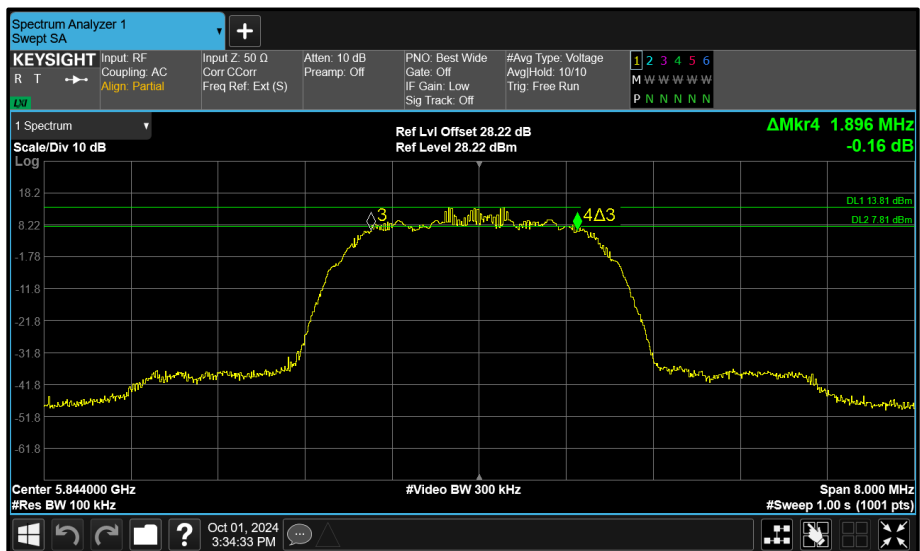 Spectrum Analyzer 1
Swept SA
+
KEYSIGHT
R T
LXI
Input: RF
Coupling: AC
Align: Partial
Input Z: 50 Ω
Corr CCorr
Freq Ref: Ext (S)
Atten: 10 dB
Preamp: Off
PNO: Best Wide
Gate: Off
IF Gain: Low
Sig Track: Off
#Avg Type: Voltage
Avg|Hold: 10/10
Trig: Free Run
1 2 3 4 5 6
M W W W W W
P N N N N N
1 Spectrum
Scale/Div 10 dB
Log
Ref Lvl Offset 28.22 dB
Ref Level 28.22 dBm
ΔMkr4 1.896 MHz
-0.16 dB
18.2
DL1 13.81 dBm
3
4Δ3
DL2 7.81 dBm
8.22
-1.78
-11.8
-21.8
-31.8
-41.8
-51.8
-61.8
Center 5.844000 GHz
#Video BW 300 kHz
Span 8.000 MHz
#Res BW 100 kHz
#Sweep 1.00 s (1001 pts)
?
Oct 01, 2024
3:34:33 PM